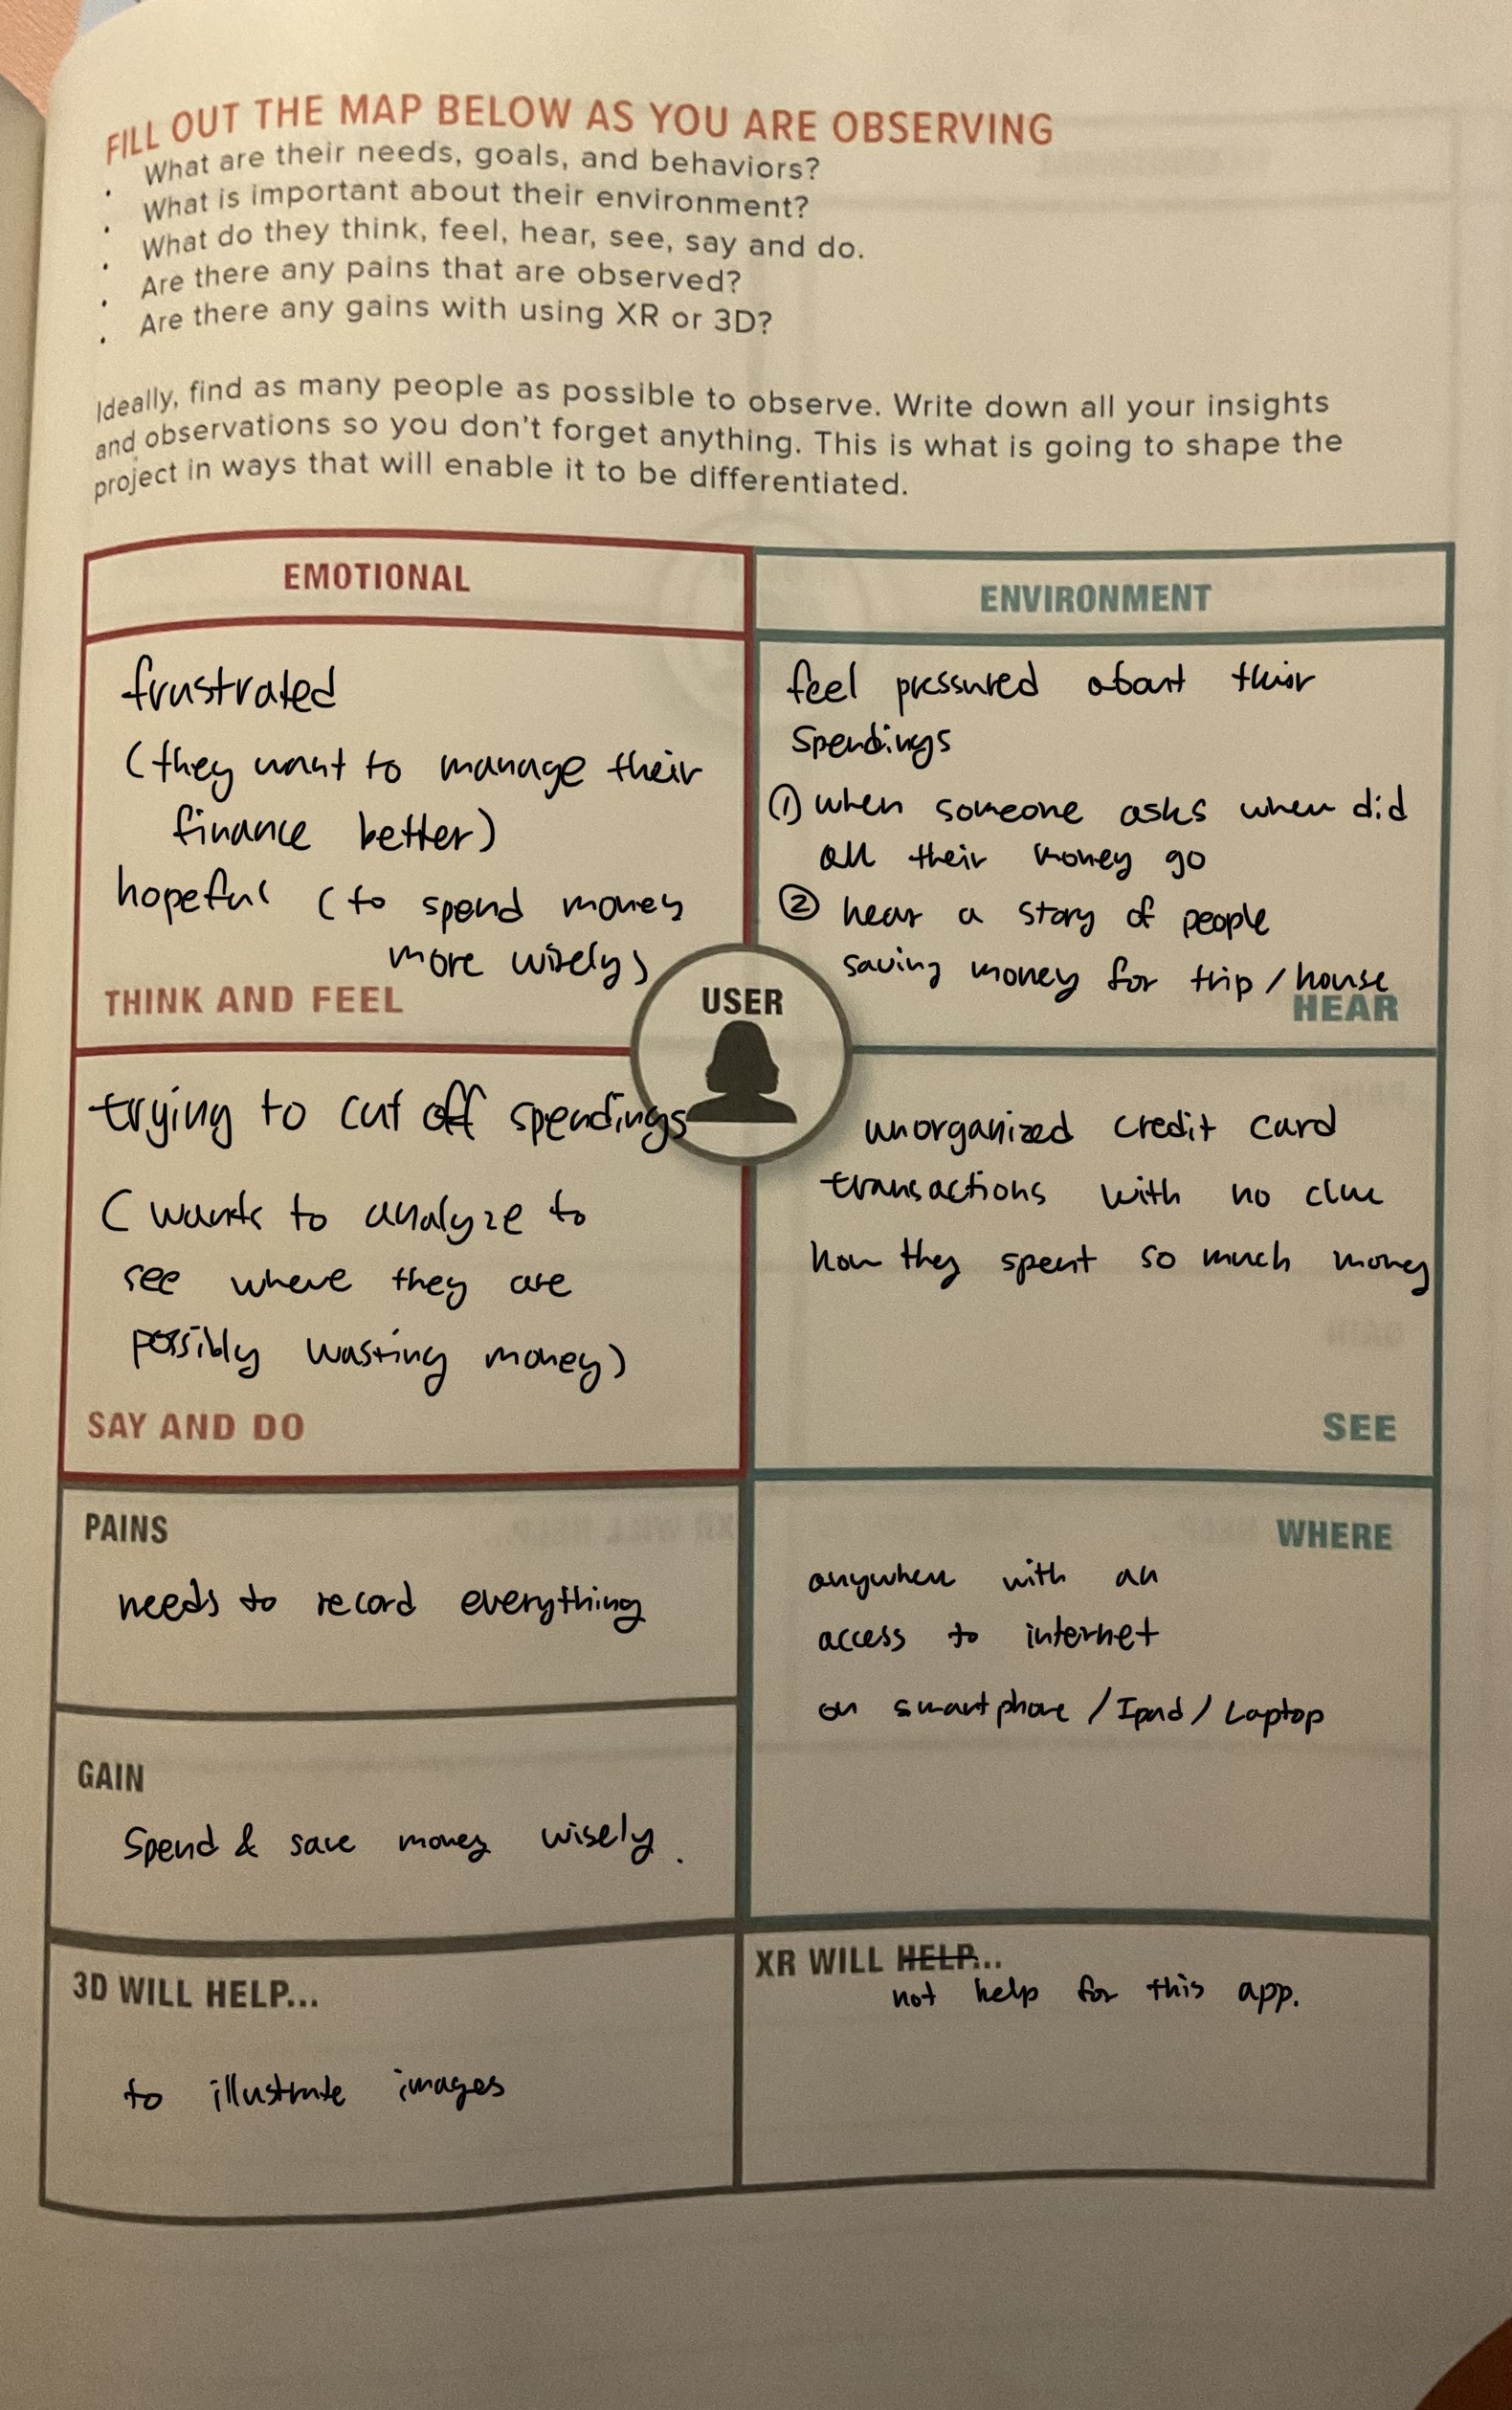 FILL OUT THE MAP BELOW AS YOU ARE OBSERVING
• What are their needs, goals, and behaviors?
• What is important about their environment?
• What do they think, feel, hear, see, say and do.
• Are there any pains that are observed?
• Are there any gains with using XR or 3D?
Ideally, find as many people as possible to observe. Write down all your insights
and observations so you don't forget anything. This is what is going to shape the
project in ways that will enable it to be differentiated.
EMOTIONAL
frustrated
(they want to manage their
finance better)
hopeful (to spend money
more wisely)
THINK AND FEEL
ENVIRONMENT
feel pressured about their
spendings
① when someone asks when did
all their money go
② hear a story of people
saving money for trip / house
HEAR
USER
trying to cut off spendings
(wants to analyze to
see where they are
possibly wasting money)
SAY AND DO
unorganized credit card
transactions with no clue
how they spent so much money
SEE
PAINS
needs to record everything
WHERE
anywhere with an
access to internet
on smartphone / Ipad / Laptop
GAIN
Spend & save money wisely.
3D WILL HELP...
to illustrate images
XR WILL HELP...
not help for this app.